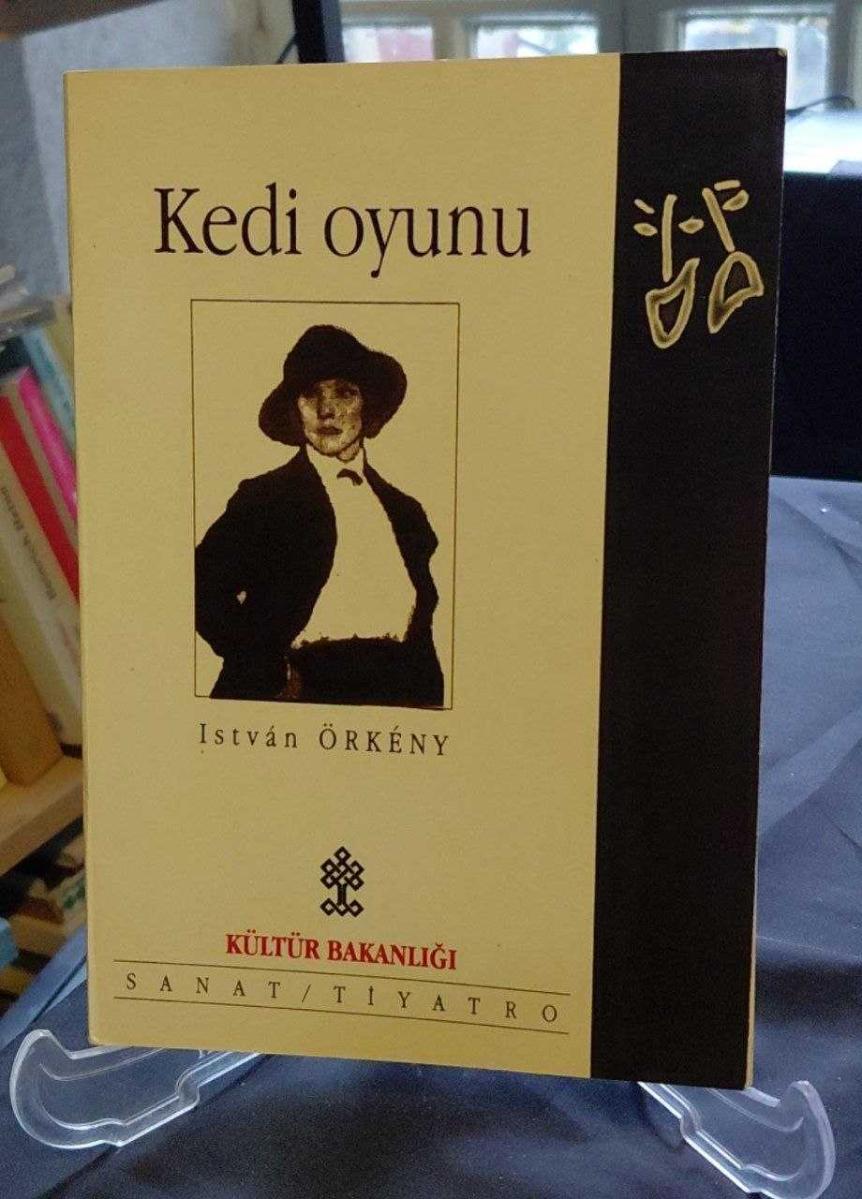 Kedi oyunu
István ÖRKÉNY
KÜLTÜR BAKANLIĞI
SANAT/TİYATRO